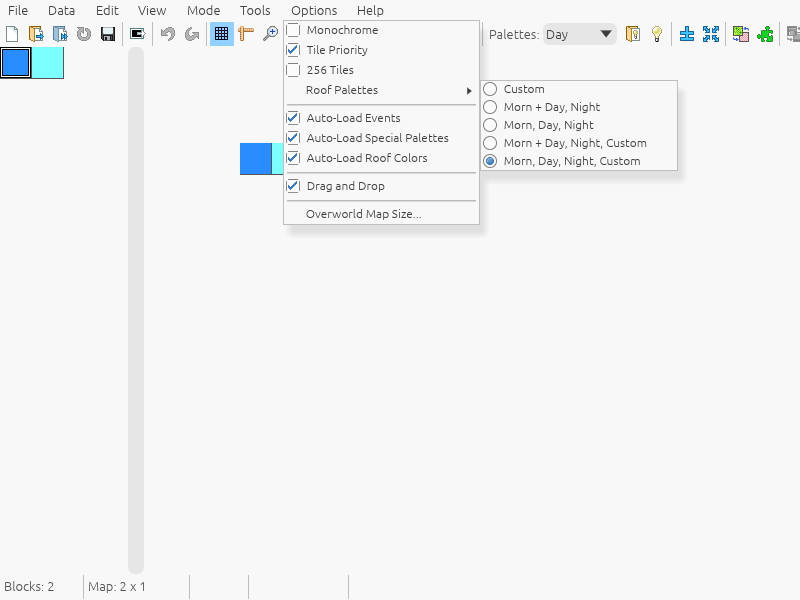 File Data Edit View Mode Tools Options Help
Palettes: Day
Monochrome
Tile Priority
256 Tiles
Roof Palettes
Auto-Load Events
Auto-Load Special Palettes
Auto-Load Roof Colors
Drag and Drop
Overworld Map Size...
Custom
Morn + Day, Night
Morn, Day, Night
Morn + Day, Night, Custom
Morn, Day, Night, Custom
Blocks: 2 Map: 2 x 1